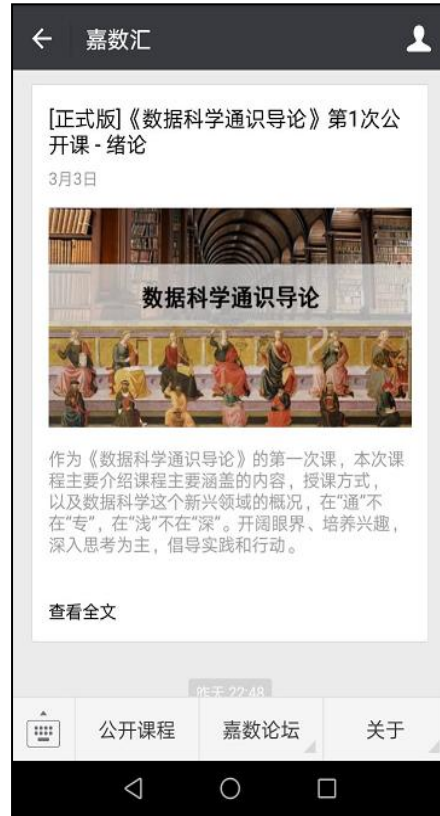 嘉数汇
[正式版]《数据科学通识导论》第1次公
开课 - 绪论
3月3日
数据科学通识导论
作为《数据科学通识导论》的第一次课，本次课
程主要介绍课程主要涵盖的内容，授课方式，
以及数据科学这个新兴领域的概况，在“通”不
在“专”，在“浅”不在“深”。开阔眼界、培养兴趣，
深入思考为主，倡导实践和行动。
查看全文
昨天 22:48
公开课程
嘉数论坛
关于